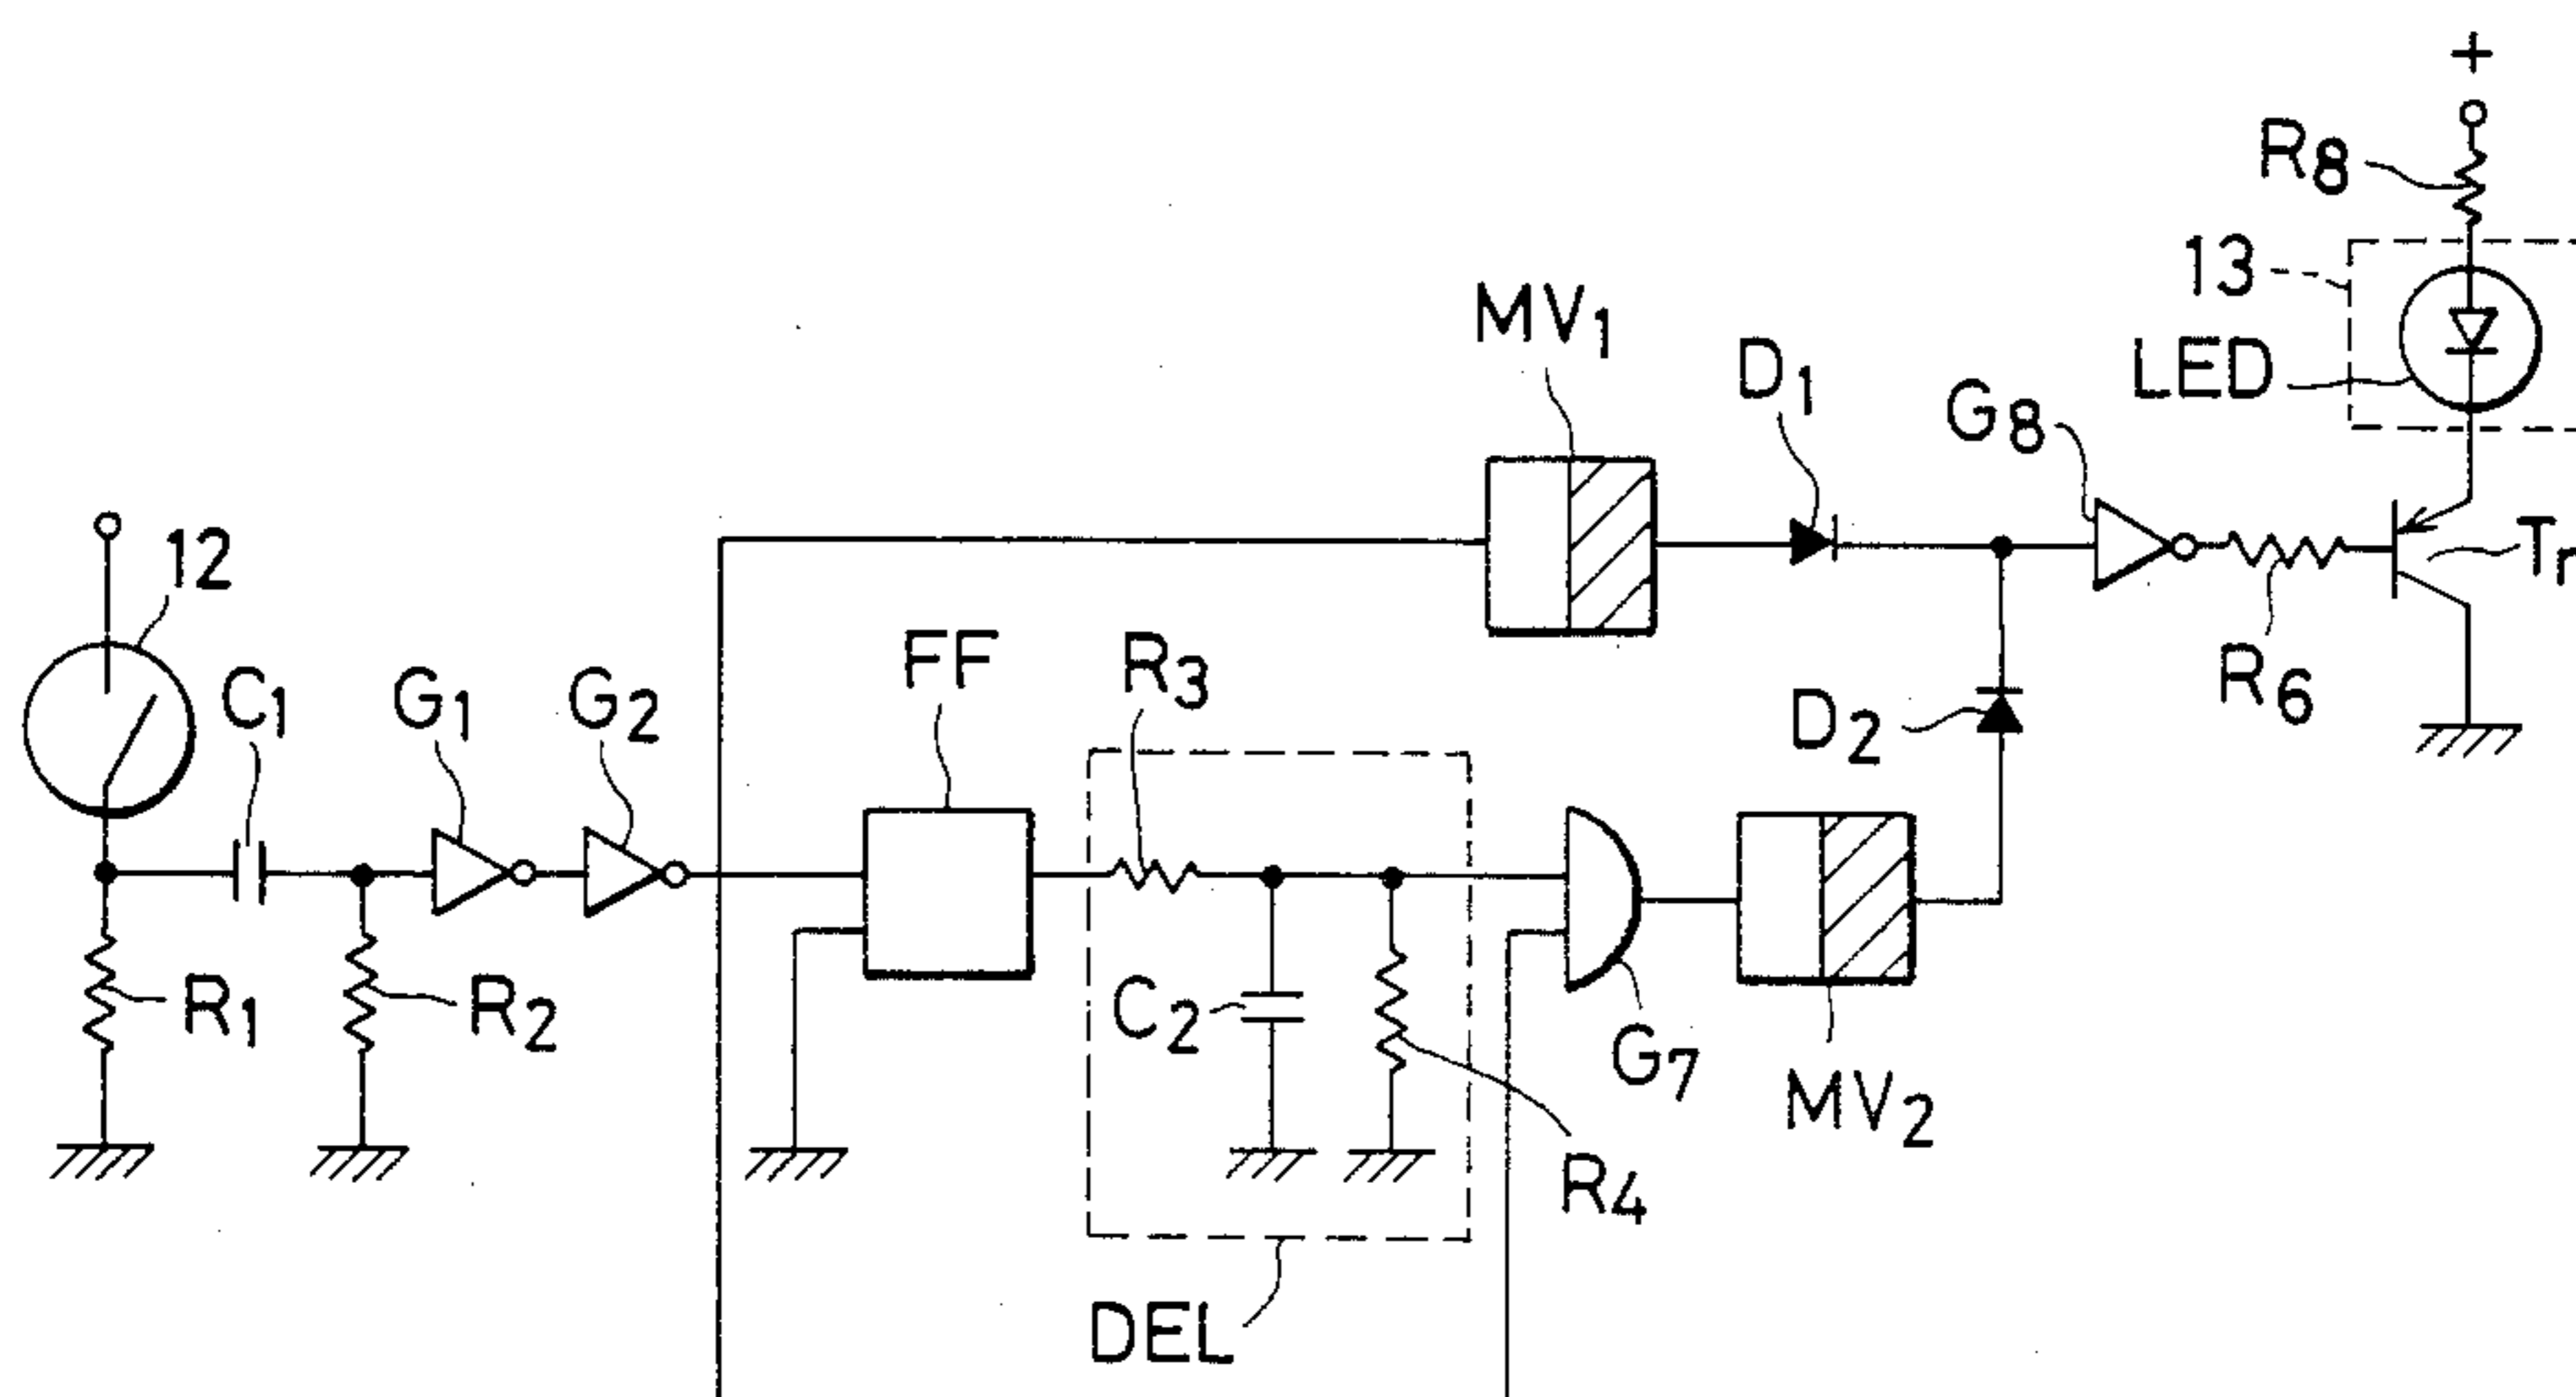 +
R8
13
MV1
D1
LED
G8
12
Tr
FF
R3
C1
G1
G2
R6
D2
R1
R2
C2
G7
MV2
R4
DEL